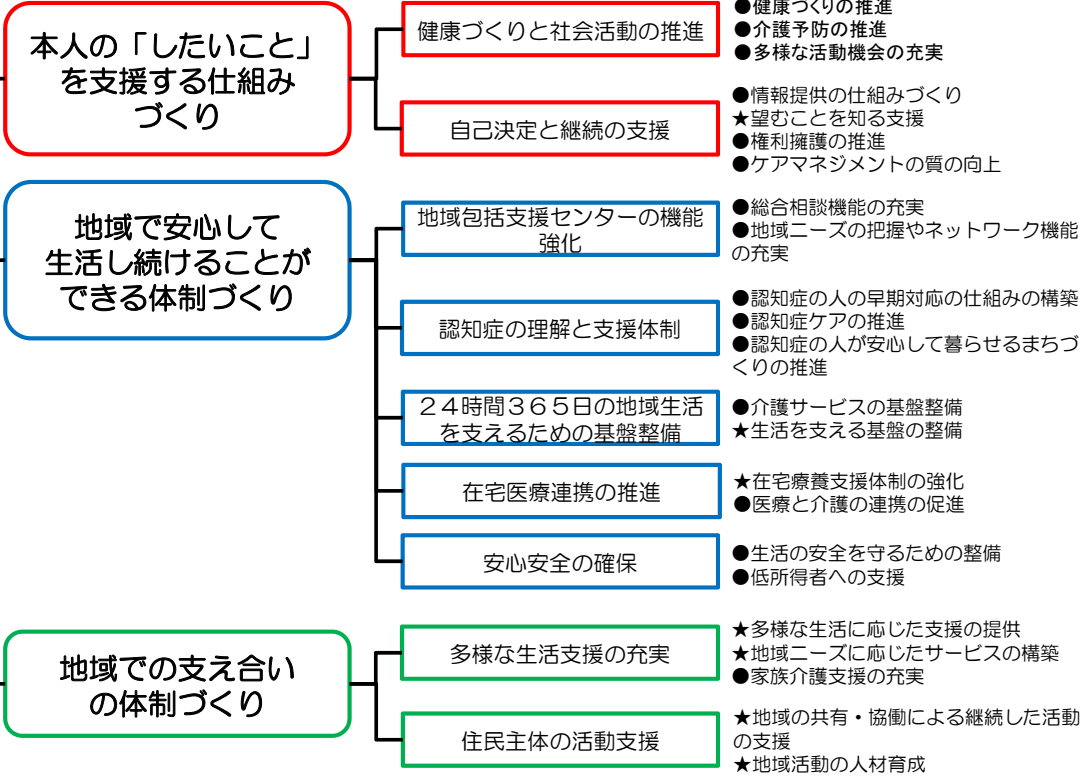 本人の「したいこと」
を支援する仕組み
づくり
健康づくりと社会活動の推進
●健康づくりの推進
●介護予防の推進
●多様な活動機会の充実
自己決定と継続の支援
●情報提供の仕組みづくり
★望むことを知る支援
●権利擁護の推進
●ケアマネジメントの質の向上
地域で安心して
生活し続けることが
できる体制づくり
地域包括支援センターの機能
強化
●総合相談機能の充実
●地域ニーズの把握やネットワーク機能
の充実
認知症の理解と支援体制
●認知症の人の早期対応の仕組みの構築
●認知症ケアの推進
●認知症の人が安心して暮らせるまちづ
くりの推進
２４時間３６５日の地域生活
を支えるための基盤整備
●介護サービスの基盤整備
★生活を支える基盤の整備
在宅医療連携の推進
★在宅療養支援体制の強化
●医療と介護の連携の促進
安心安全の確保
●生活の安全を守るための整備
●低所得者への支援
地域での支え合い
の体制づくり
多様な生活支援の充実
★多様な生活に応じた支援の提供
★地域ニーズに応じたサービスの構築
●家族介護支援の充実
住民主体の活動支援
★地域の共有・協働による継続した活動
の支援
★地域活動の人材育成